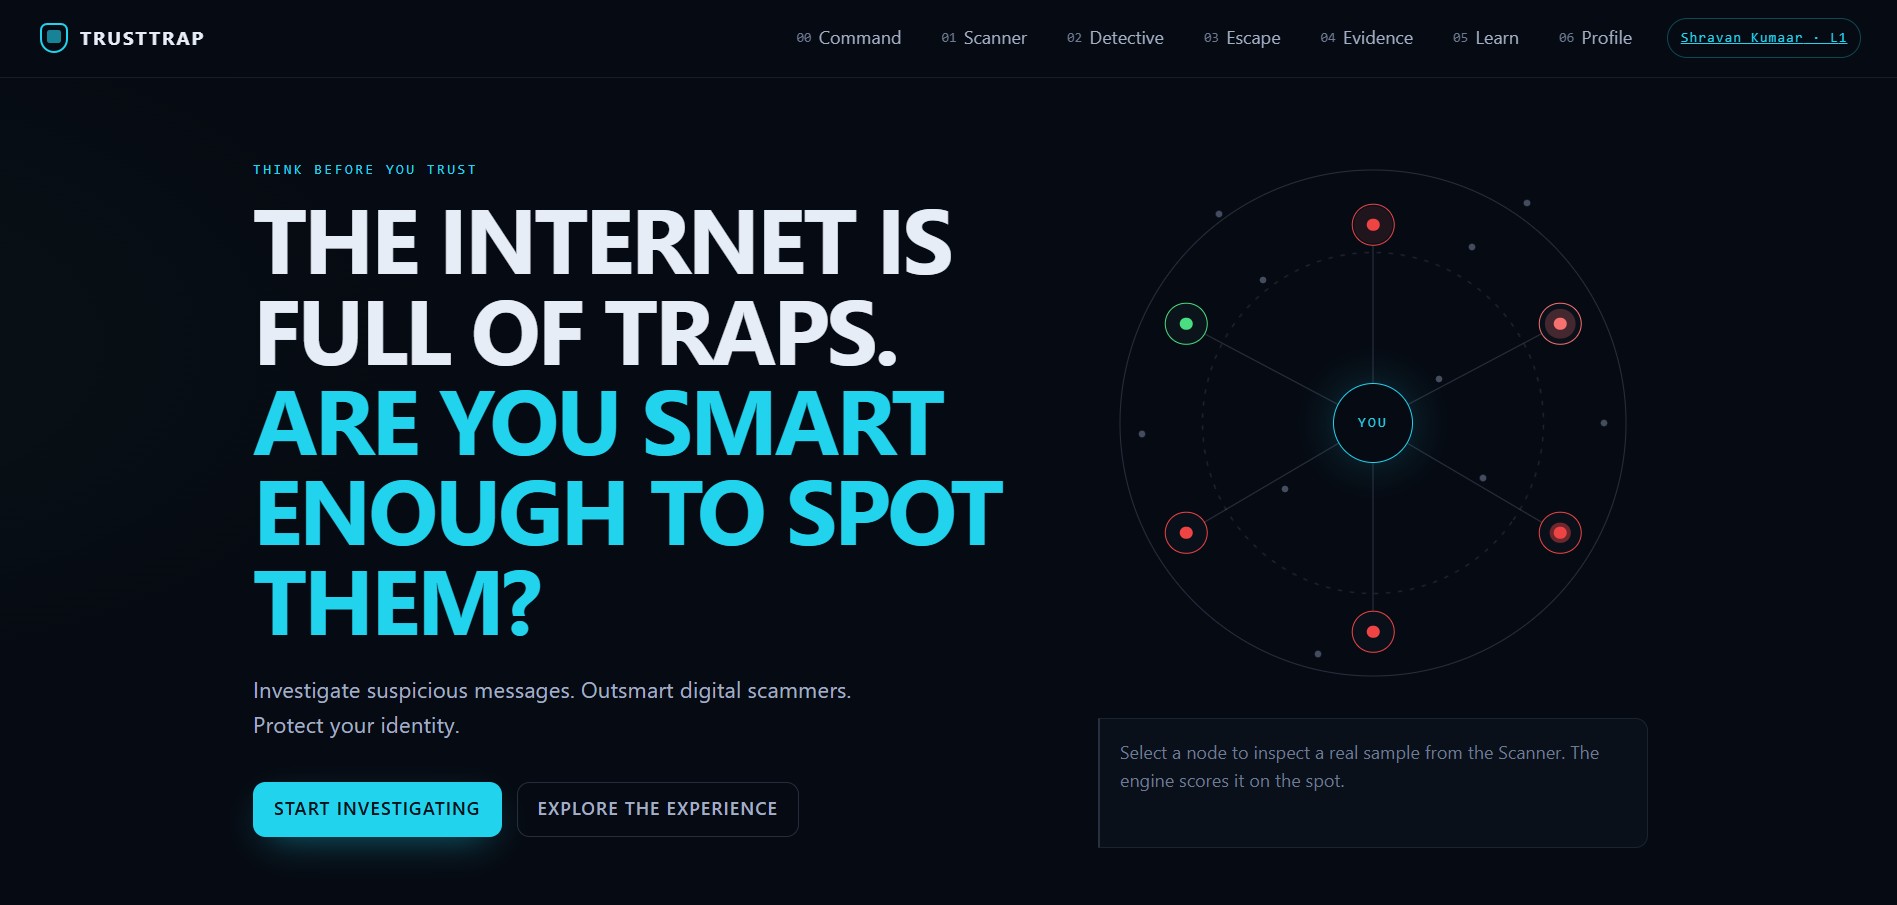 TRUSTTRAP
00 Command 01 Scanner 02 Detective 03 Escape 04 Evidence 05 Learn 06 Profile Shravan Kumaar · L1
THINK BEFORE YOU TRUST
THE INTERNET IS
FULL OF TRAPS.
ARE YOU SMART
ENOUGH TO SPOT
THEM?
Investigate suspicious messages. Outsmart digital scammers.
Protect your identity.
START INVESTIGATING
EXPLORE THE EXPERIENCE
YOU
Select a node to inspect a real sample from the Scanner. The
engine scores it on the spot.